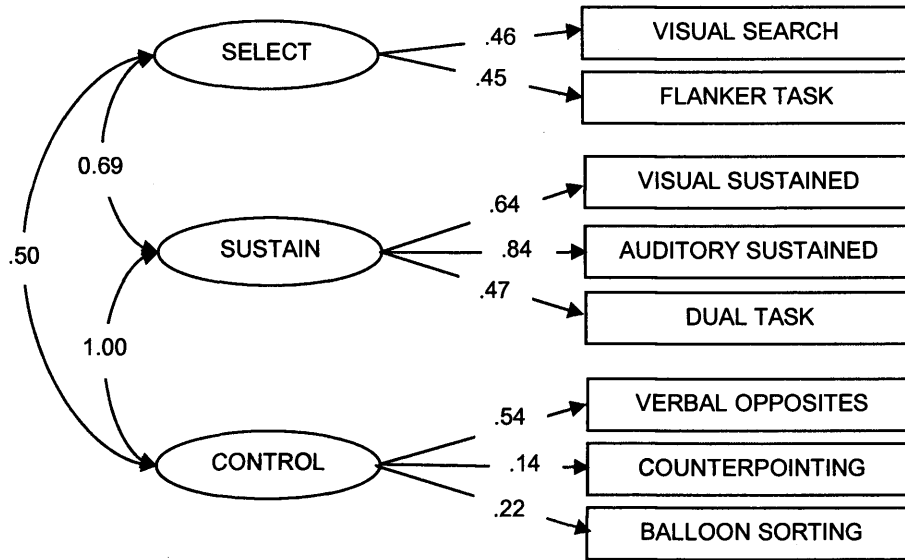 SELECT
.46
VISUAL SEARCH
.45
FLANKER TASK
0.69
.50
SUSTAIN
.64
VISUAL SUSTAINED
.84
AUDITORY SUSTAINED
.47
DUAL TASK
1.00
CONTROL
.54
VERBAL OPPOSITES
.14
COUNTERPOINTING
.22
BALLOON SORTING